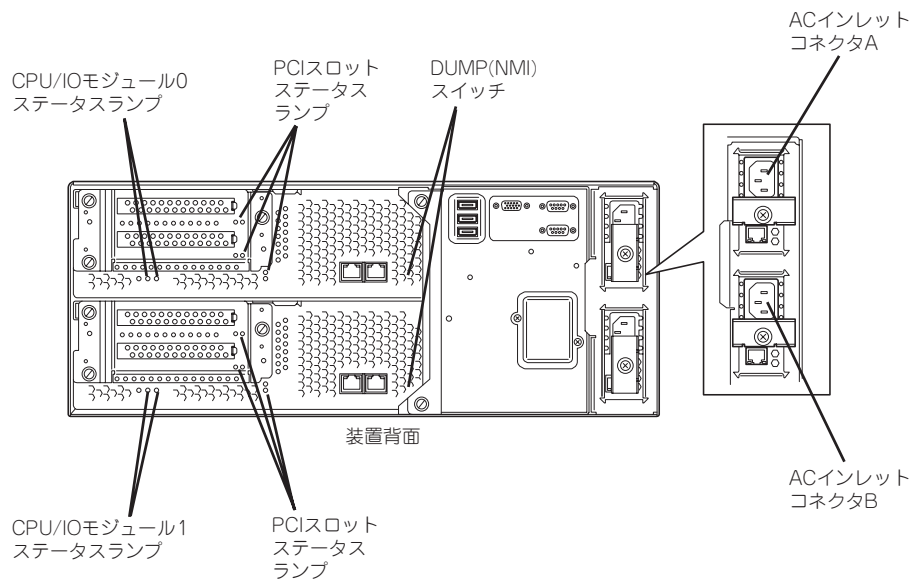 ACインレット
コネクタA
CPU/IOモジュール0
ステータスランプ
PCIスロット
ステータス
ランプ
DUMP(NMI)
スイッチ
装置背面
CPU/IOモジュール1
ステータスランプ
PCIスロット
ステータス
ランプ
ACインレット
コネクタB